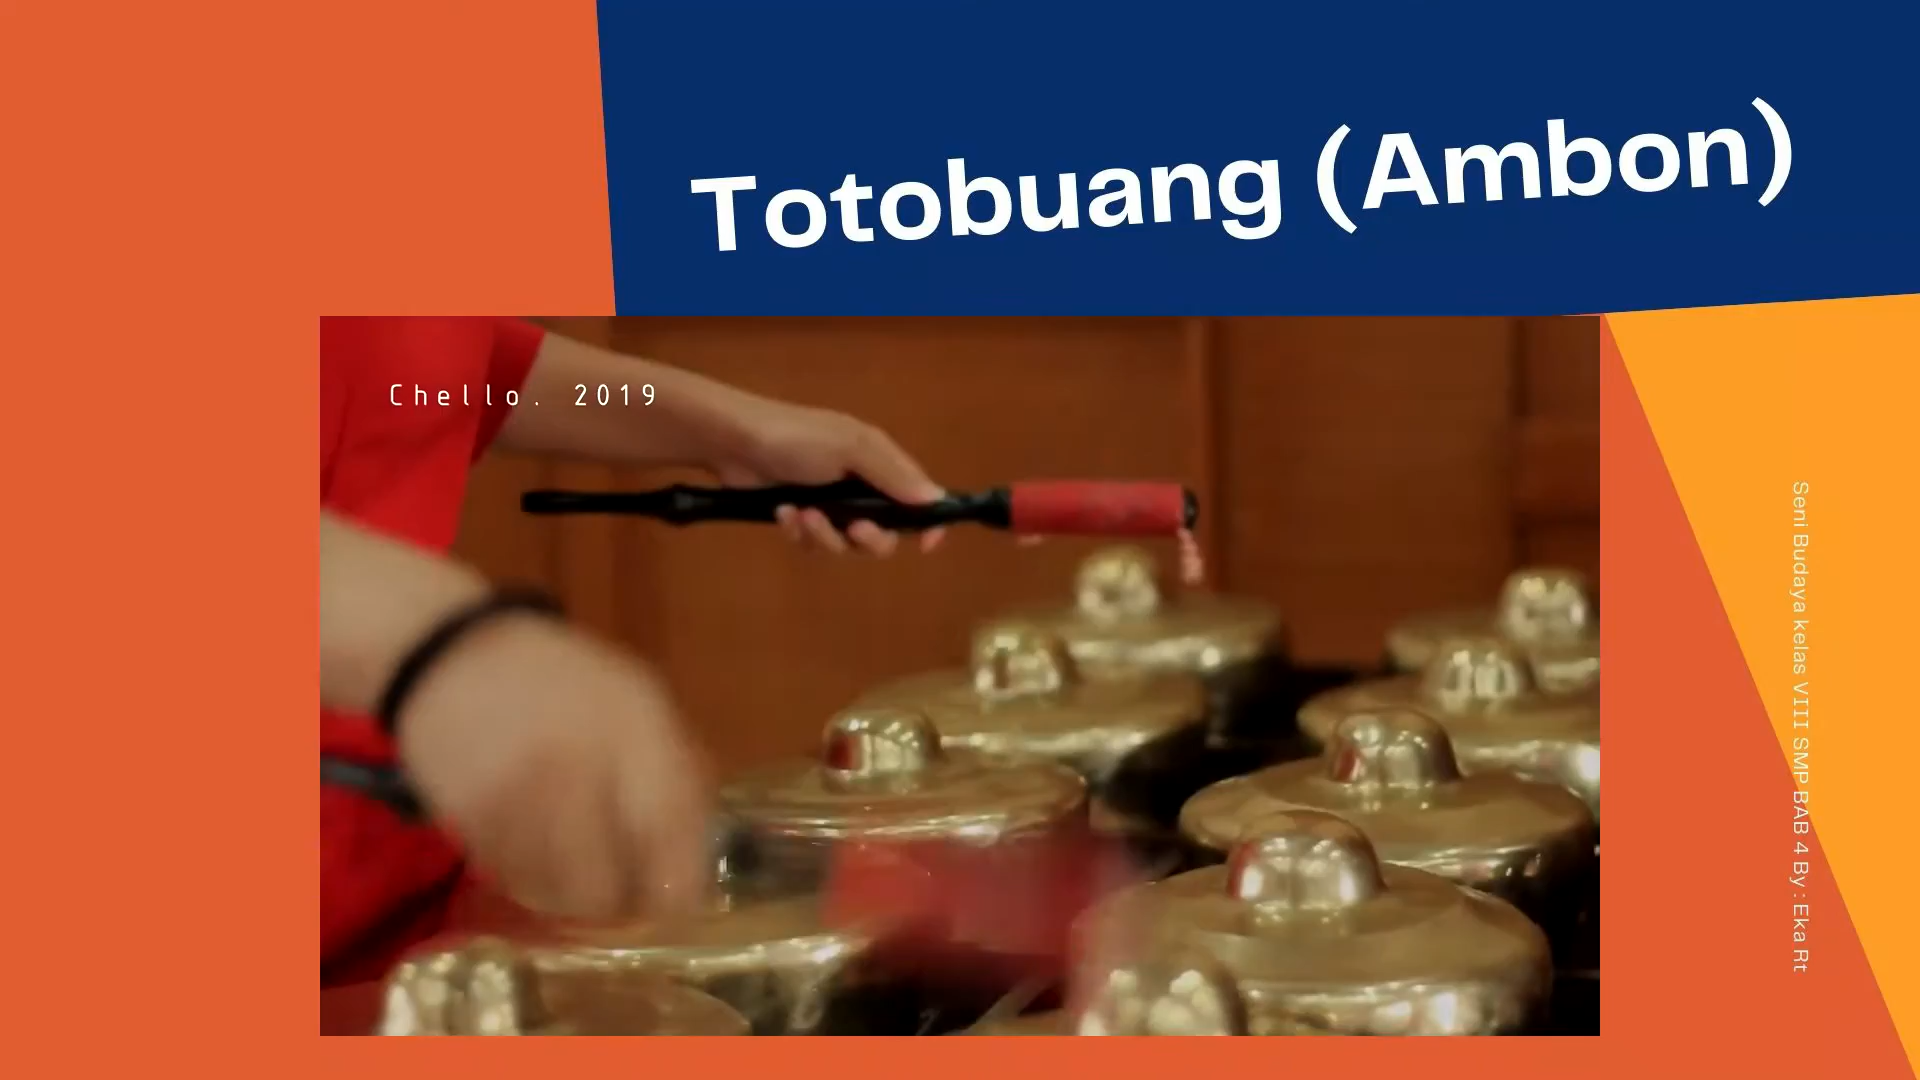 Totobuang (Ambon)
Chello. 2019
Seni Budaya kelas VIII SMP BAB 4 By : Eka Rt